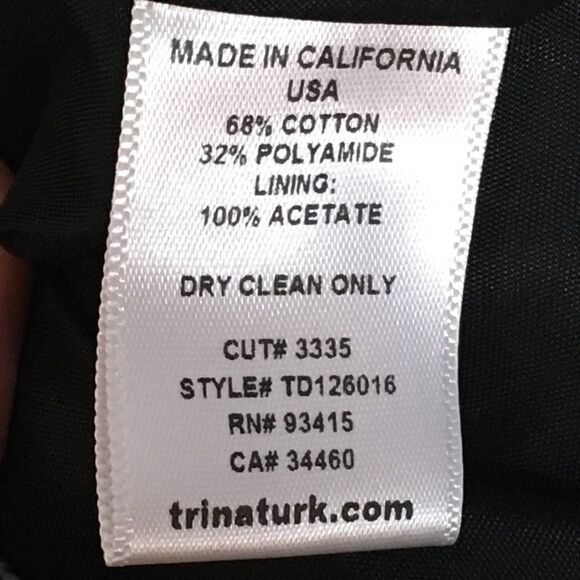 MADE IN CALIFORNIA
USA
68% COTTON
32% POLYAMIDE
LINING:
100% ACETATE
DRY CLEAN ONLY
CUT# 3335
STYLE# TD126016
RN# 93415
CA# 34460
trinaturk.com